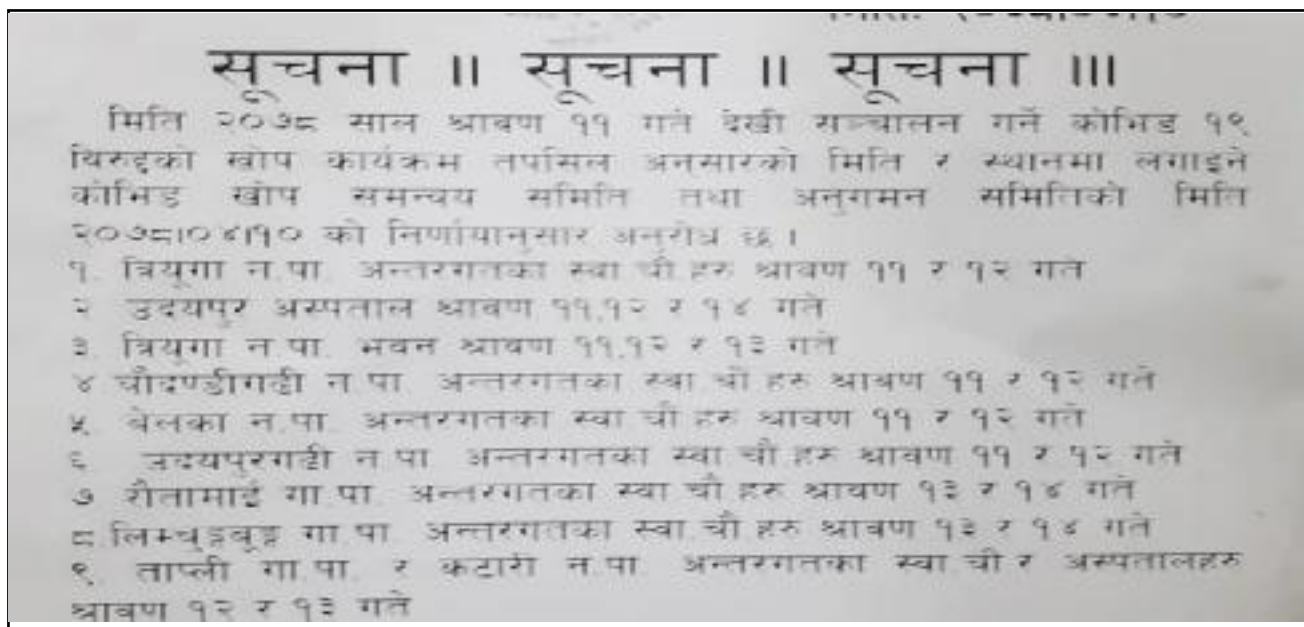 मिति:
सूचना ॥ सूचना ॥ सूचना ॥।
मिति २०७८ साल श्रावण ११ गते देखी सञ्चालन गर्ने कोभिड १९
विरुद्दको खोप कार्यक्रम तपसिल अनसारको मिति र स्थानमा लगाइने
कोभिड खोप समन्वय समिति तथा अनुगमन समितिको मिति
२०७८।०४।१० को निर्णायानुसार अनुरोध छ ।
१. त्रियूगा न.पा. अन्तरगतका स्वा.चौ.हरु श्रावण ११ र १२ गते
२ उदयपुर अस्पताल श्रावण ११,१२ र १४ गते
३. त्रियुगा न.पा. भवन श्रावण ११,१२ र १३ गते
४ चौदण्डीगढी न.पा. अन्तरगतका स्वा.चौ.हरु श्रावण ११ र १२ गते
५. बेलका न.पा. अन्तरगतका स्वा.चौ.हरु श्रावण ११ र १२ गते
६ उदयपुरगढी न.पा. अन्तरगतका स्वा.चौ.हरु श्रावण ११ र १२ गते
७ रौतामाई गा.पा. अन्तरगतका स्वा.चौ.हरु श्रावण १३ र १४ गते
८.लिम्चुङ्गबुङ्ग गा.पा. अन्तरगतका स्वा.चौ.हरु श्रावण १३ र १४ गते
९. ताप्ली गा.पा. र कटारी न.पा. अन्तरगतका स्वा.चौ र अस्पतालहरु
श्रावण १२ र १३ गते